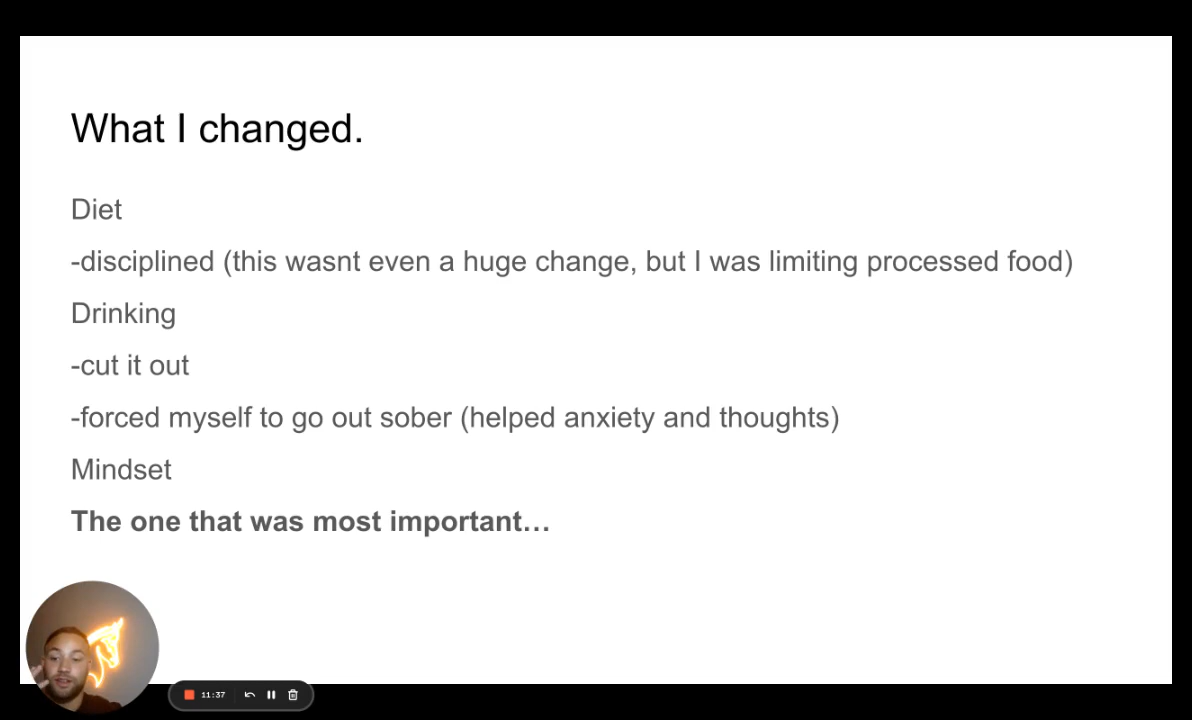 What I changed.
Diet
-disciplined (this wasnt even a huge change, but I was limiting processed food)
Drinking
-cut it out
-forced myself to go out sober (helped anxiety and thoughts)
Mindset
The one that was most important…
11:37